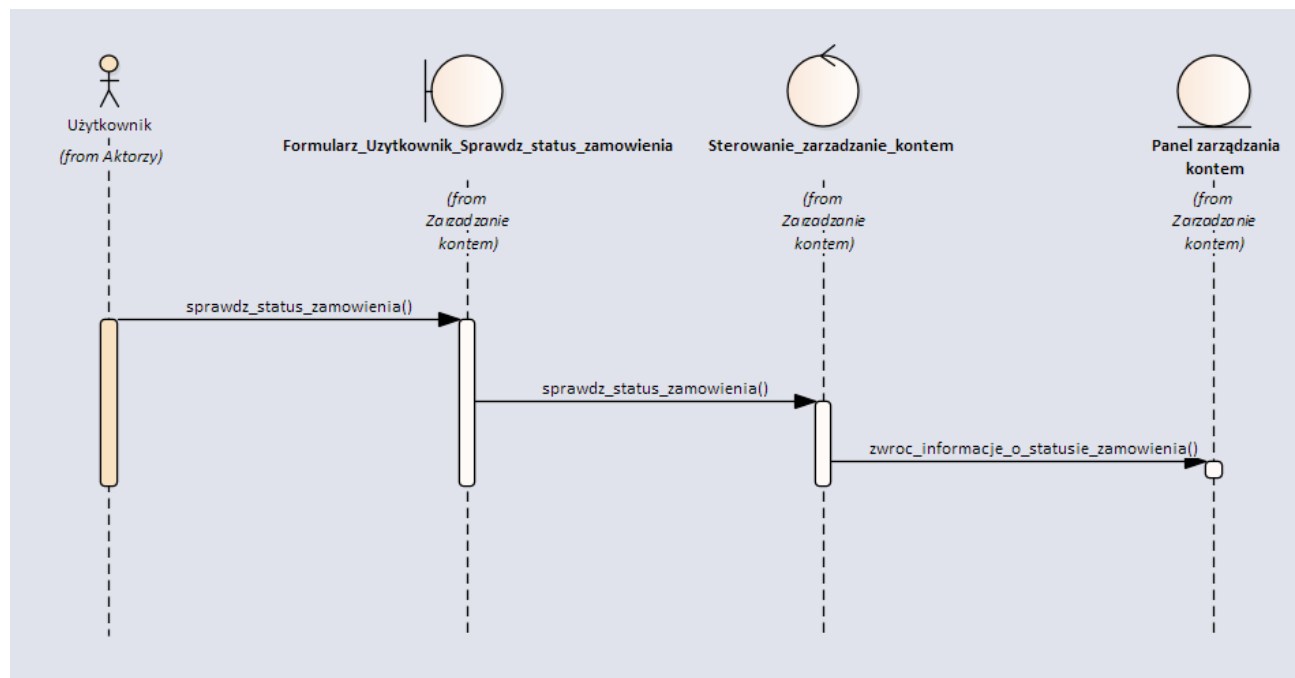 Użytkownik
(from Aktorzy)
Formularz_Uzytkownik_Sprawdz_status_zamowienia
(from
Zarzadzanie
kontem)
Sterowanie_zarzadzanie_kontem
(from
Zarzadzanie
kontem)
Panel zarządzania
kontem
(from
Zarzadzanie
kontem)
sprawdz_status_zamowienia()
sprawdz_status_zamowienia()
zwroc_informacje_o_statusie_zamowienia()